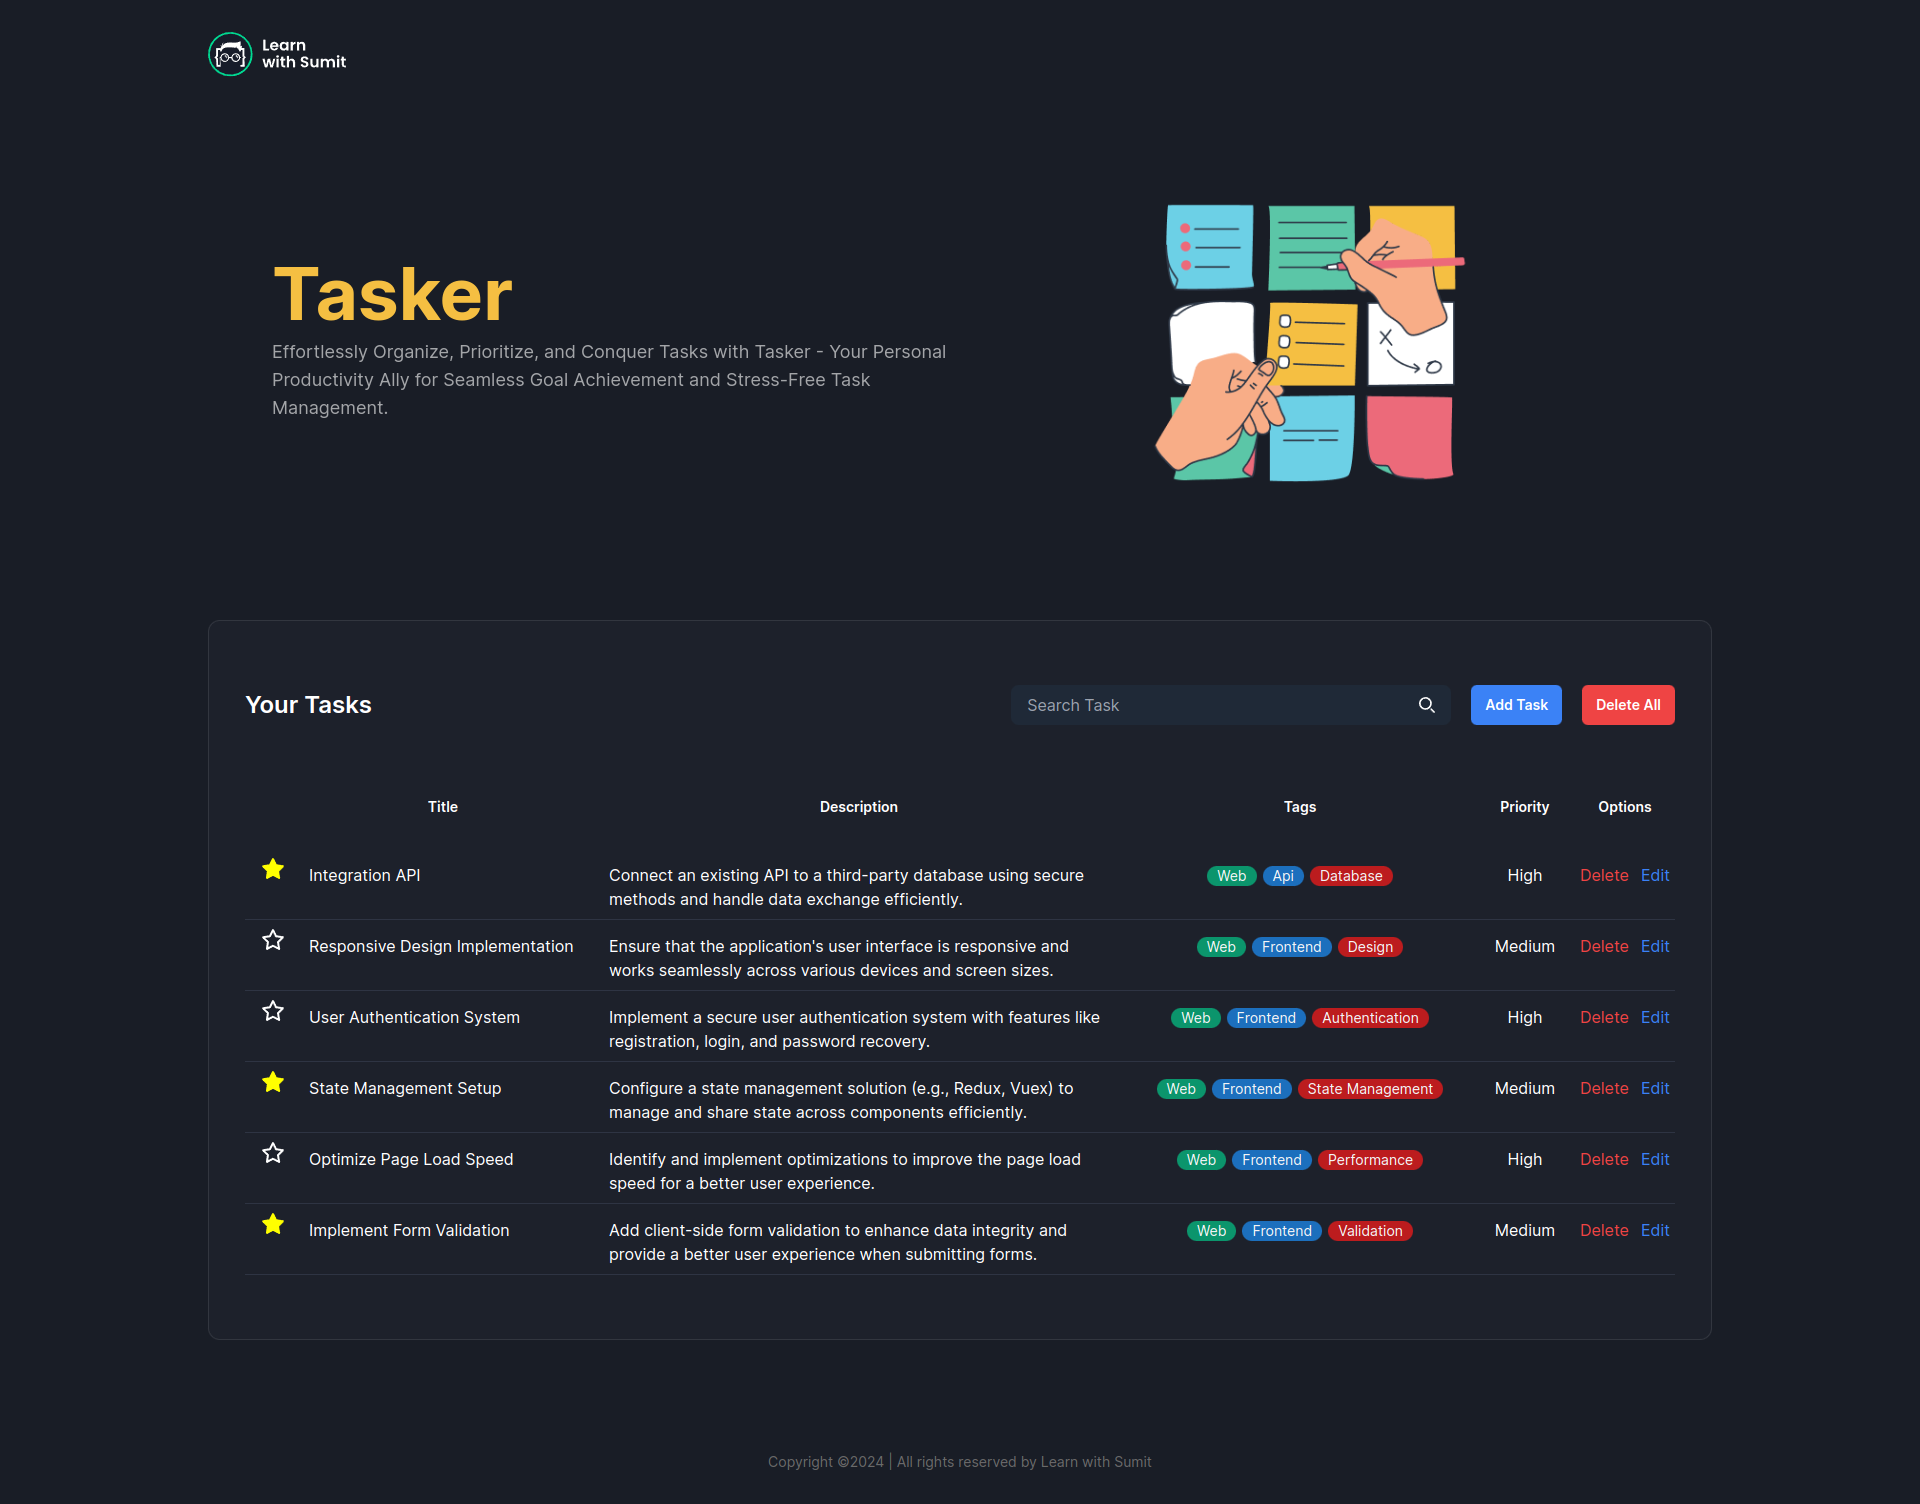 Learn
with Sumit
Tasker
Effortlessly Organize, Prioritize, and Conquer Tasks with Tasker - Your Personal
Productivity Ally for Seamless Goal Achievement and Stress-Free Task
Management.
Your Tasks
Search Task
Add Task
Delete All
Title Description Tags Priority Options
Integration API
Connect an existing API to a third-party database using secure
methods and handle data exchange efficiently.
Web Api Database
High
Delete Edit
Responsive Design Implementation
Ensure that the application's user interface is responsive and
works seamlessly across various devices and screen sizes.
Web Frontend Design
Medium
Delete Edit
User Authentication System
Implement a secure user authentication system with features like
registration, login, and password recovery.
Web Frontend Authentication
High
Delete Edit
State Management Setup
Configure a state management solution (e.g., Redux, Vuex) to
manage and share state across components efficiently.
Web Frontend State Management
Medium
Delete Edit
Optimize Page Load Speed
Identify and implement optimizations to improve the page load
speed for a better user experience.
Web Frontend Performance
High
Delete Edit
Implement Form Validation
Add client-side form validation to enhance data integrity and
provide a better user experience when submitting forms.
Web Frontend Validation
Medium
Delete Edit
Copyright ©2024 | All rights reserved by Learn with Sumit